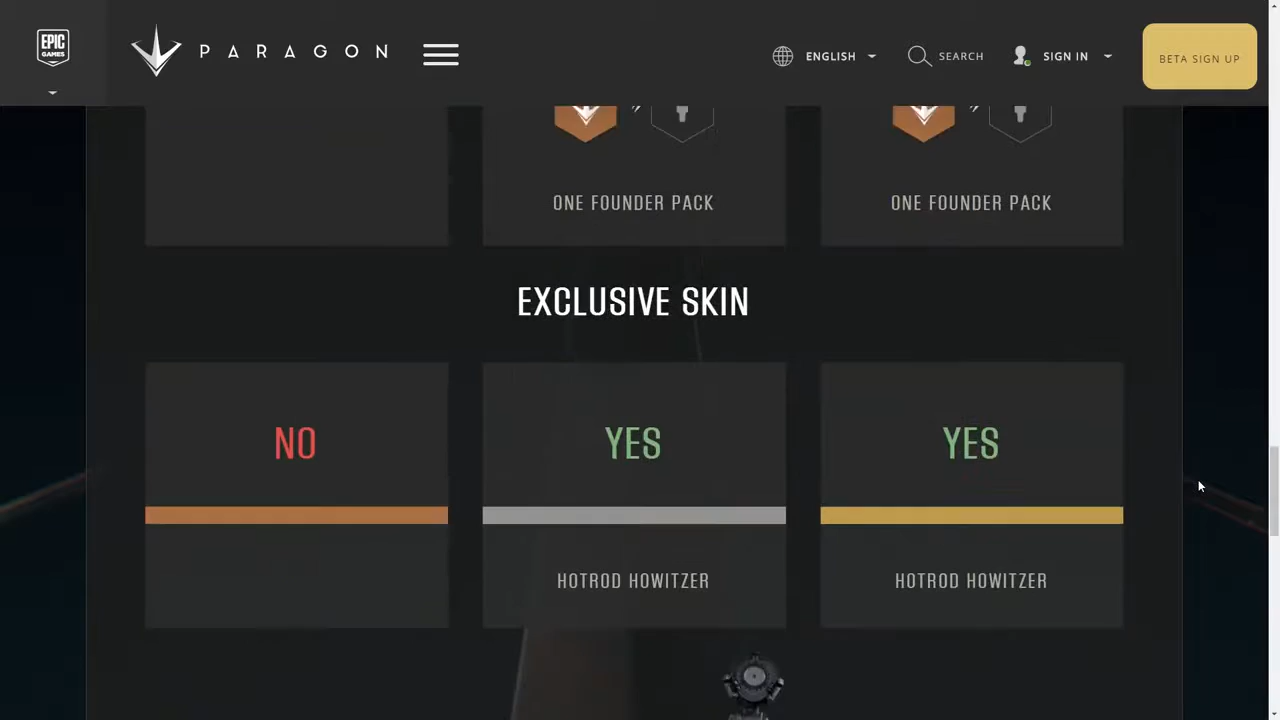 EPIC
GAMES
PARAGON
ENGLISH
SEARCH
SIGN IN
BETA SIGN UP
ONE FOUNDER PACK
ONE FOUNDER PACK
EXCLUSIVE SKIN
NO
YES
YES
HOTROD HOWITZER
HOTROD HOWITZER